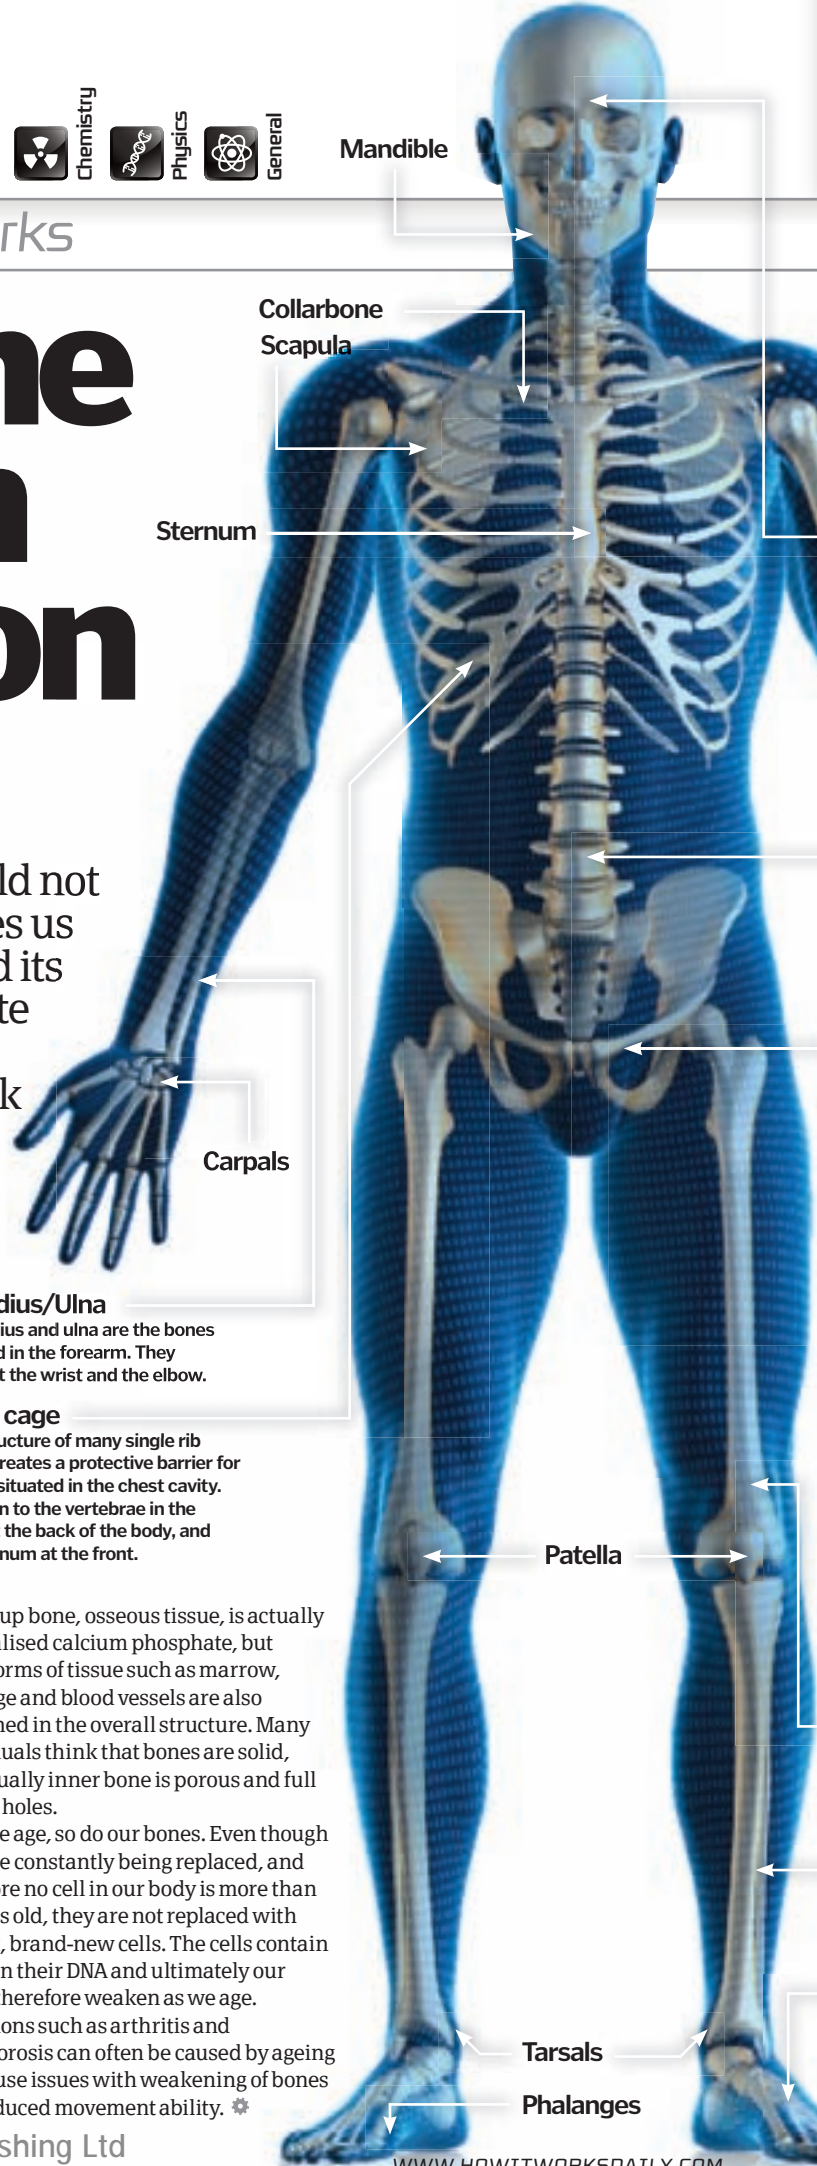 Chemistry
Physics
General
rks
ne
n
on
ld not
es us
d its
te
k
Mandible
Collarbone
Scapula
Sternum
Carpals
dius/Ulna
ius and ulna are the bones
d in the forearm. They
t the wrist and the elbow.
cage
ucture of many single rib
reates a protective barrier for
situated in the chest cavity.
n to the vertebrae in the
t the back of the body, and
num at the front.
Patella
up bone, osseous tissue, is actually
alised calcium phosphate, but
orms of tissue such as marrow,
ge and blood vessels are also
ned in the overall structure. Many
luals think that bones are solid,
ually inner bone is porous and full
holes.
e age, so do our bones. Even though
e constantly being replaced, and
ore no cell in our body is more than
s old, they are not replaced with
, brand-new cells. The cells contain
n their DNA and ultimately our
herefore weaken as we age.
ions such as arthritis and
orosis can often be caused by ageing
use issues with weakening of bones
duced movement ability.
Tarsals
Phalanges
shing Ltd
WWW.HOWITWORKSDAILY.COM